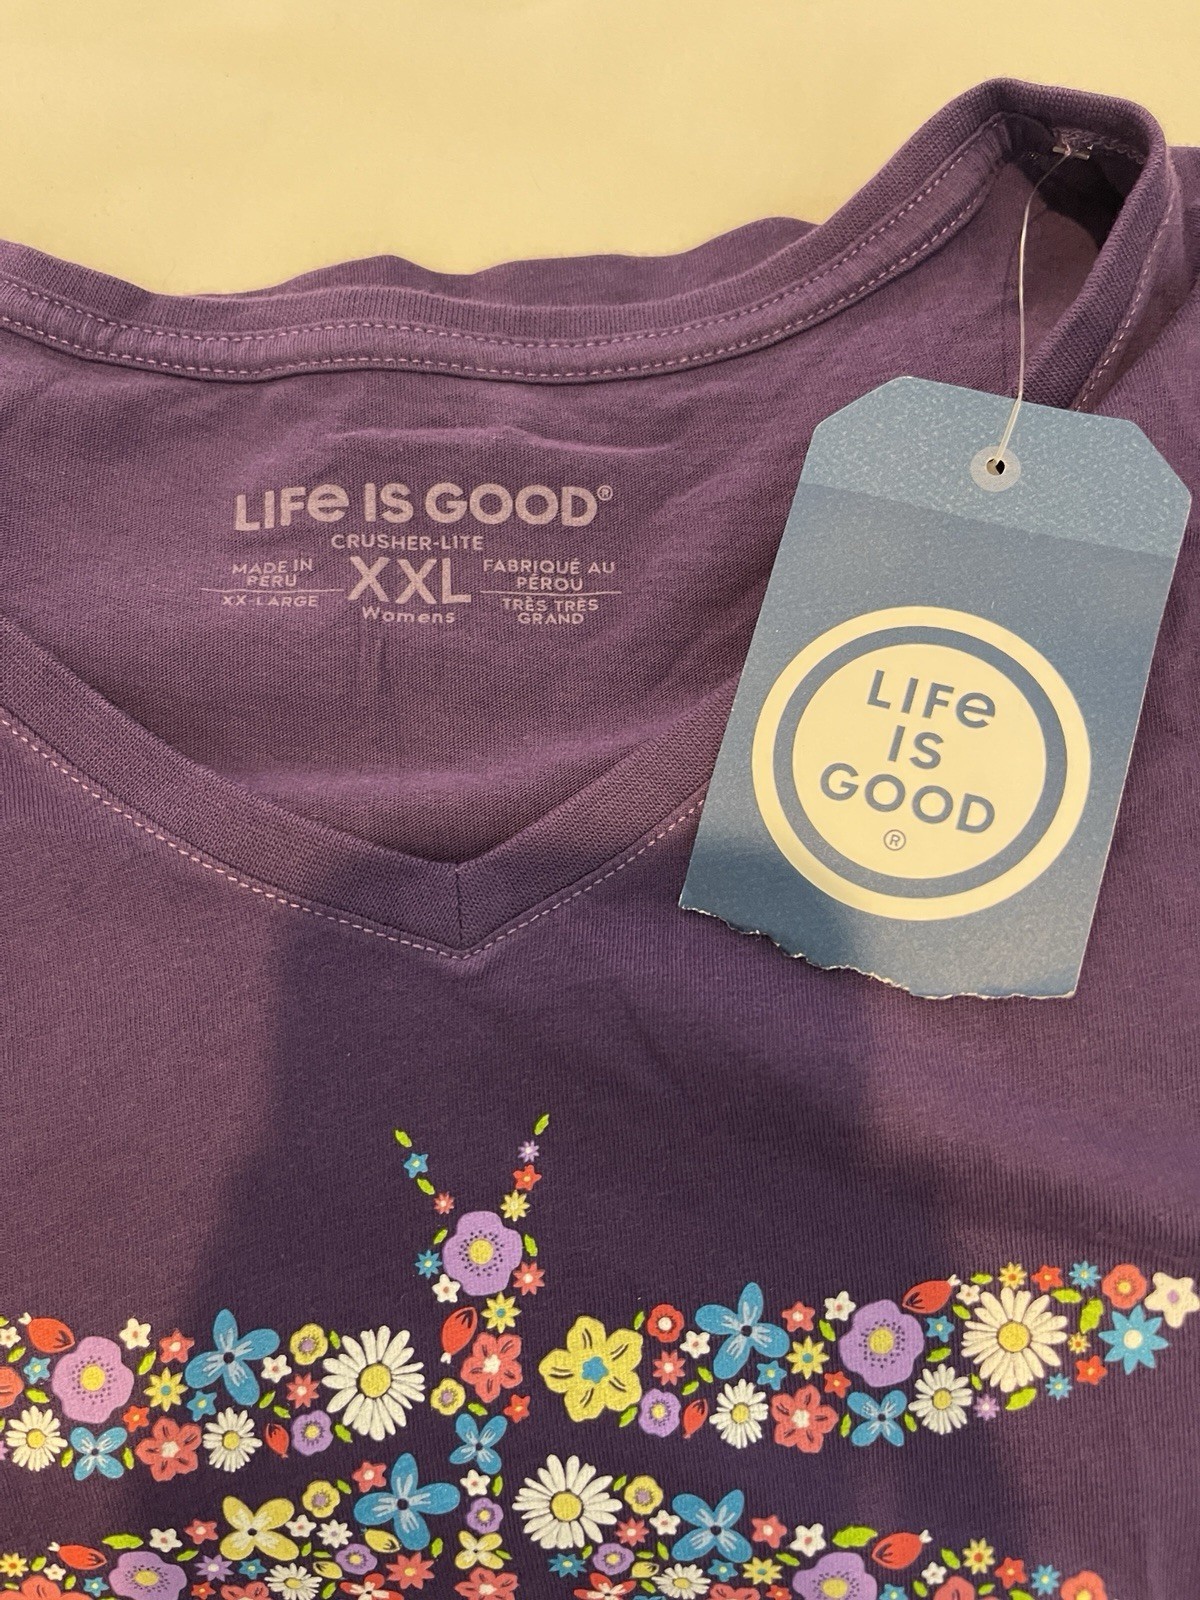 LIFe IS GOOD®
CRUSHER-LITE
MADE IN
PERU
XX-LARGE
XXL
Womens
FABRIQUÉ AU
PÉROU
TRÈS TRÈS
GRAND
LIFe
IS
GOOD
®